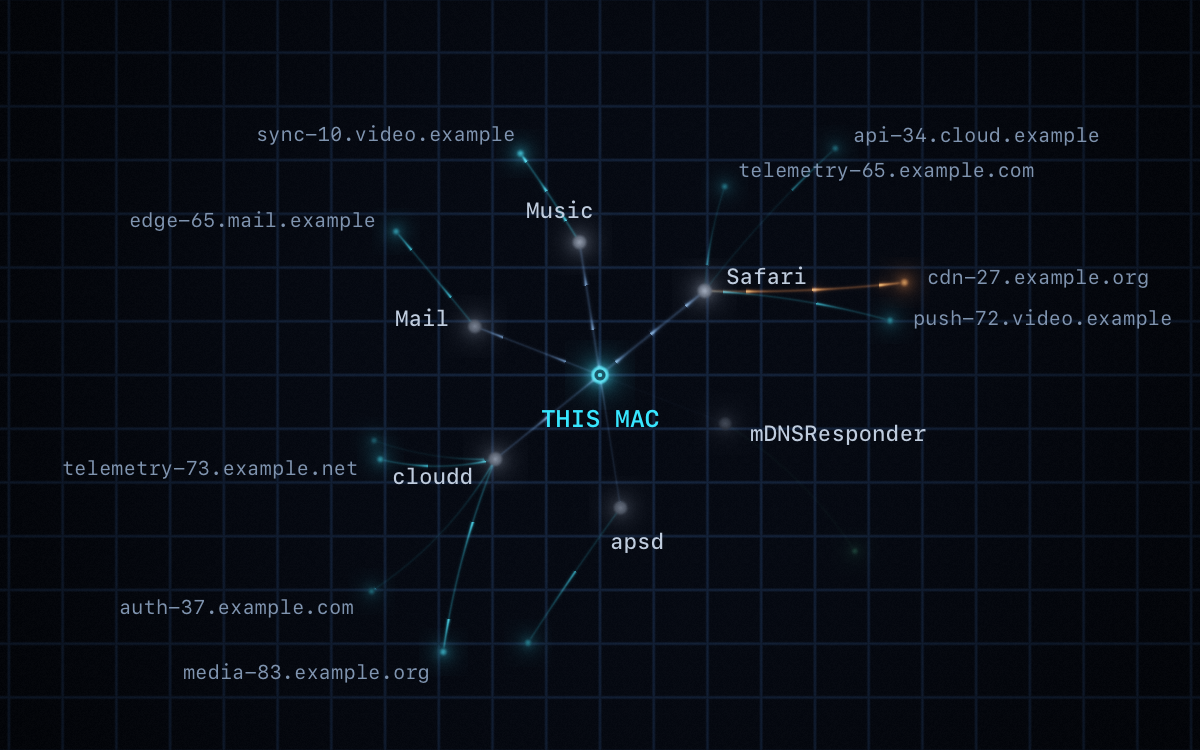 sync-10.video.example
api-34.cloud.example
telemetry-65.example.com
Music
edge-65.mail.example
Safari
cdn-27.example.org
Mail
push-72.video.example
THIS MAC
mDNSResponder
telemetry-73.example.net
cloudd
apsd
auth-37.example.com
media-83.example.org